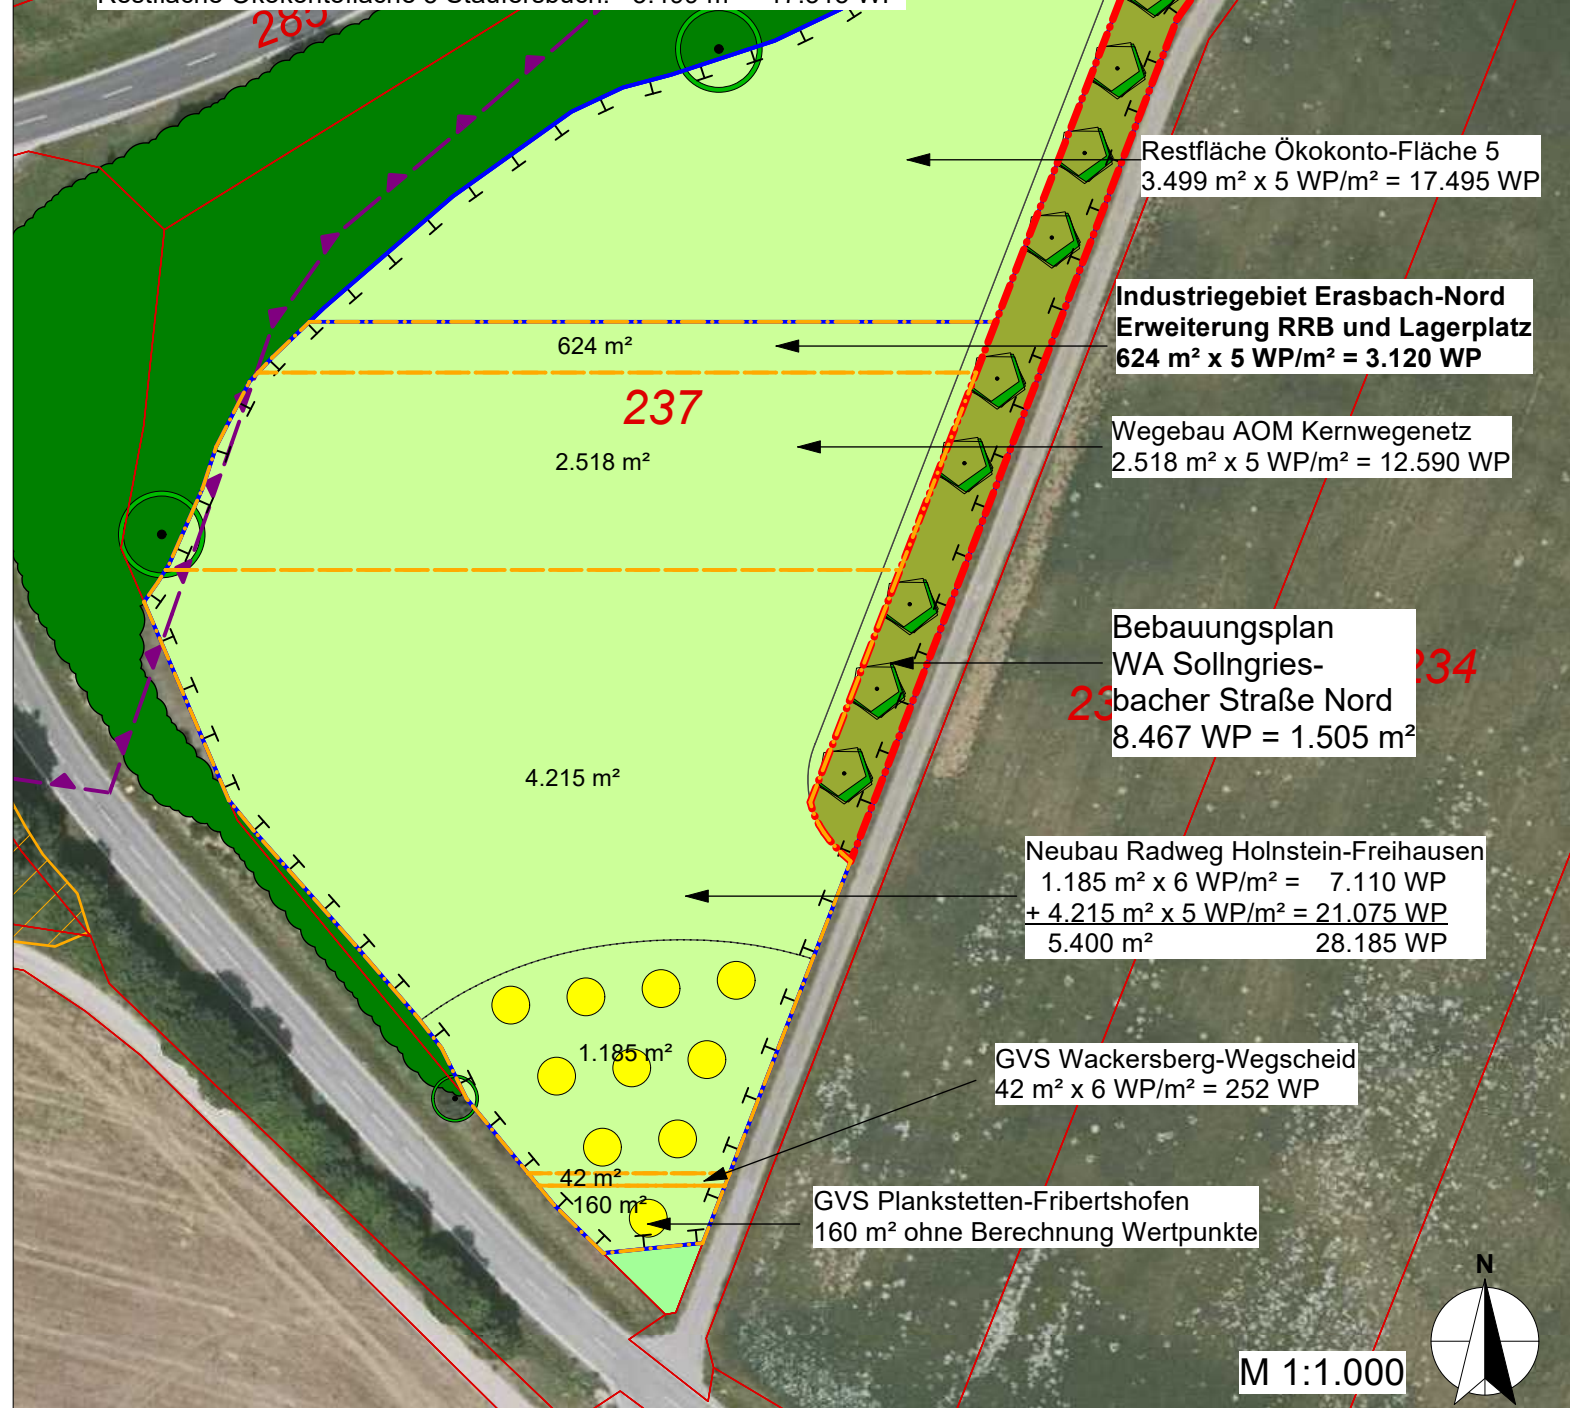 285
Restfläche Ökokonto-Fläche 5
3.499 m² x 5 WP/m² = 17.495 WP
Industriegebiet Erasbach-Nord
Erweiterung RRB und Lagerplatz
624 m² x 5 WP/m² = 3.120 WP
624 m²
237
Wegebau AOM Kernwegenetz
2.518 m² x 5 WP/m² = 12.590 WP
2.518 m²
Bebauungsplan
WA Sollngries-
bacher Straße Nord
8.467 WP = 1.505 m²
234
23
4.215 m²
Neubau Radweg Holnstein-Freihausen
1.185 m² x 6 WP/m² = 7.110 WP
+ 4.215 m² x 5 WP/m² = 21.075 WP
5.400 m² 28.185 WP
1.185 m²
GVS Wackersberg-Wegscheid
42 m² x 6 WP/m² = 252 WP
42 m²
160 m²
GVS Plankstetten-Fribertshofen
160 m² ohne Berechnung Wertpunkte
N
M 1:1.000